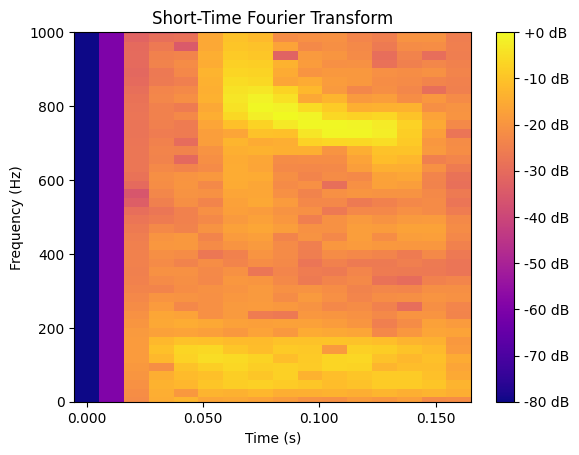 Short-Time Fourier Transform
1000
800
600
400
200
0
Frequency (Hz)
0.000
0.050
0.100
0.150
Time (s)
+0 dB
-10 dB
-20 dB
-30 dB
-40 dB
-50 dB
-60 dB
-70 dB
-80 dB